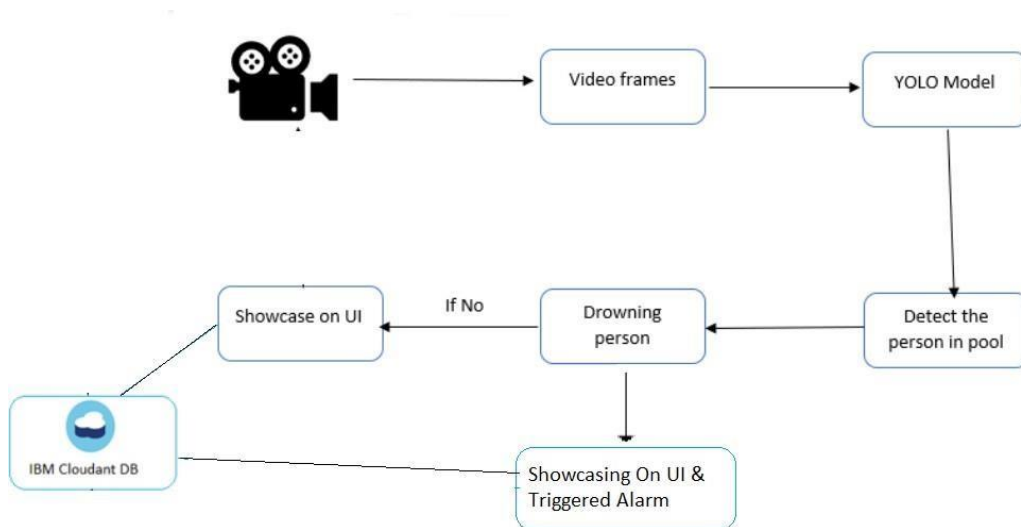 Video frames
YOLO Model
If No
Showcase on UI
Drowning
person
Detect the
person in pool
IBM Cloudant DB
Showcasing On UI &
Triggered Alarm